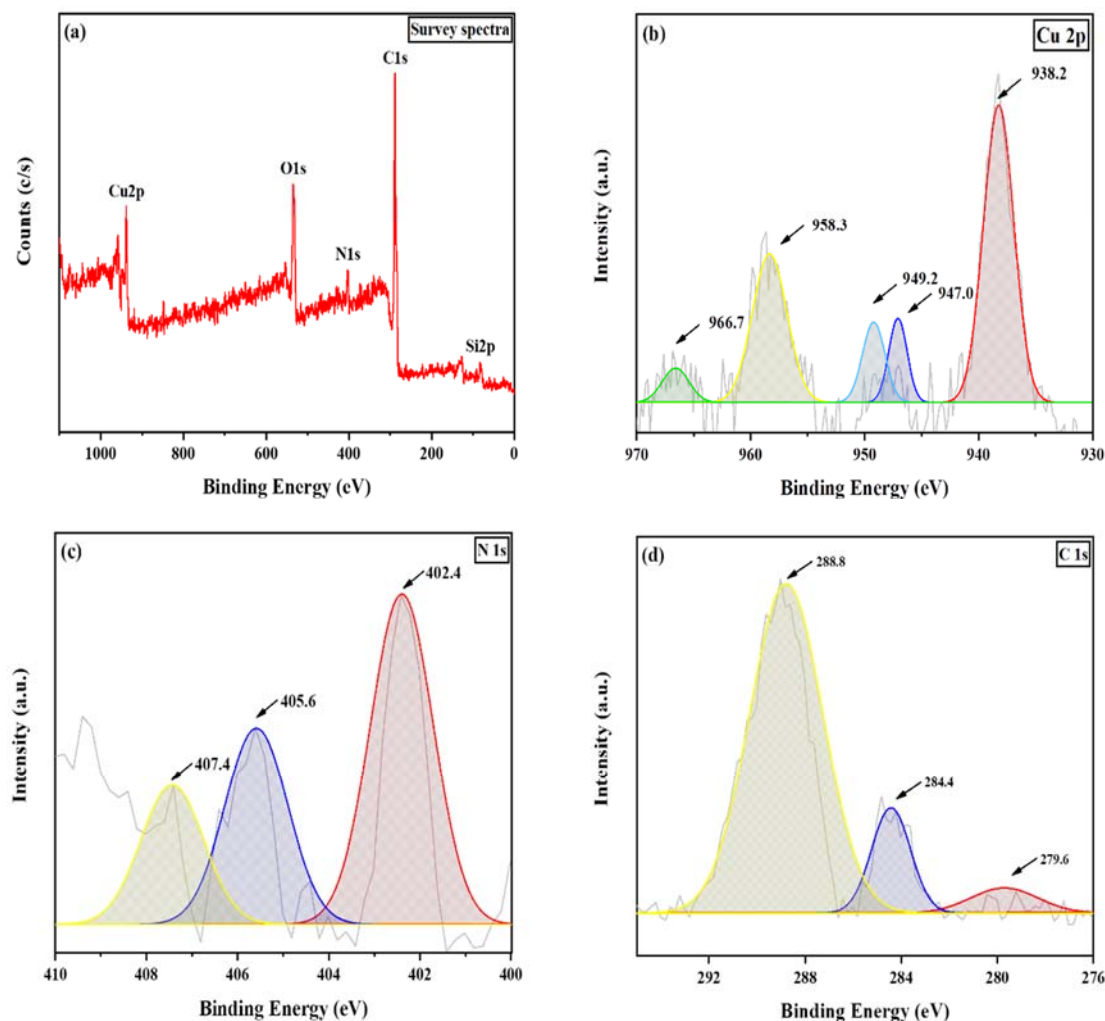 (a)
Survey spectra
C1s
O1s
Cu2p
N1s
Si2p
Counts (c/s)
1000 800 600 400 200 0
Binding Energy (eV)
(b)
Cu 2p
938.2
958.3
949.2
947.0
966.7
Intensity (a.u.)
970 960 950 940 930
Binding Energy (eV)
(c)
N 1s
402.4
405.6
407.4
Intensity (a.u.)
410 408 406 404 402 400
Binding Energy (eV)
(d)
C 1s
288.8
284.4
279.6
Intensity (a.u.)
292 288 284 280 276
Binding Energy (eV)